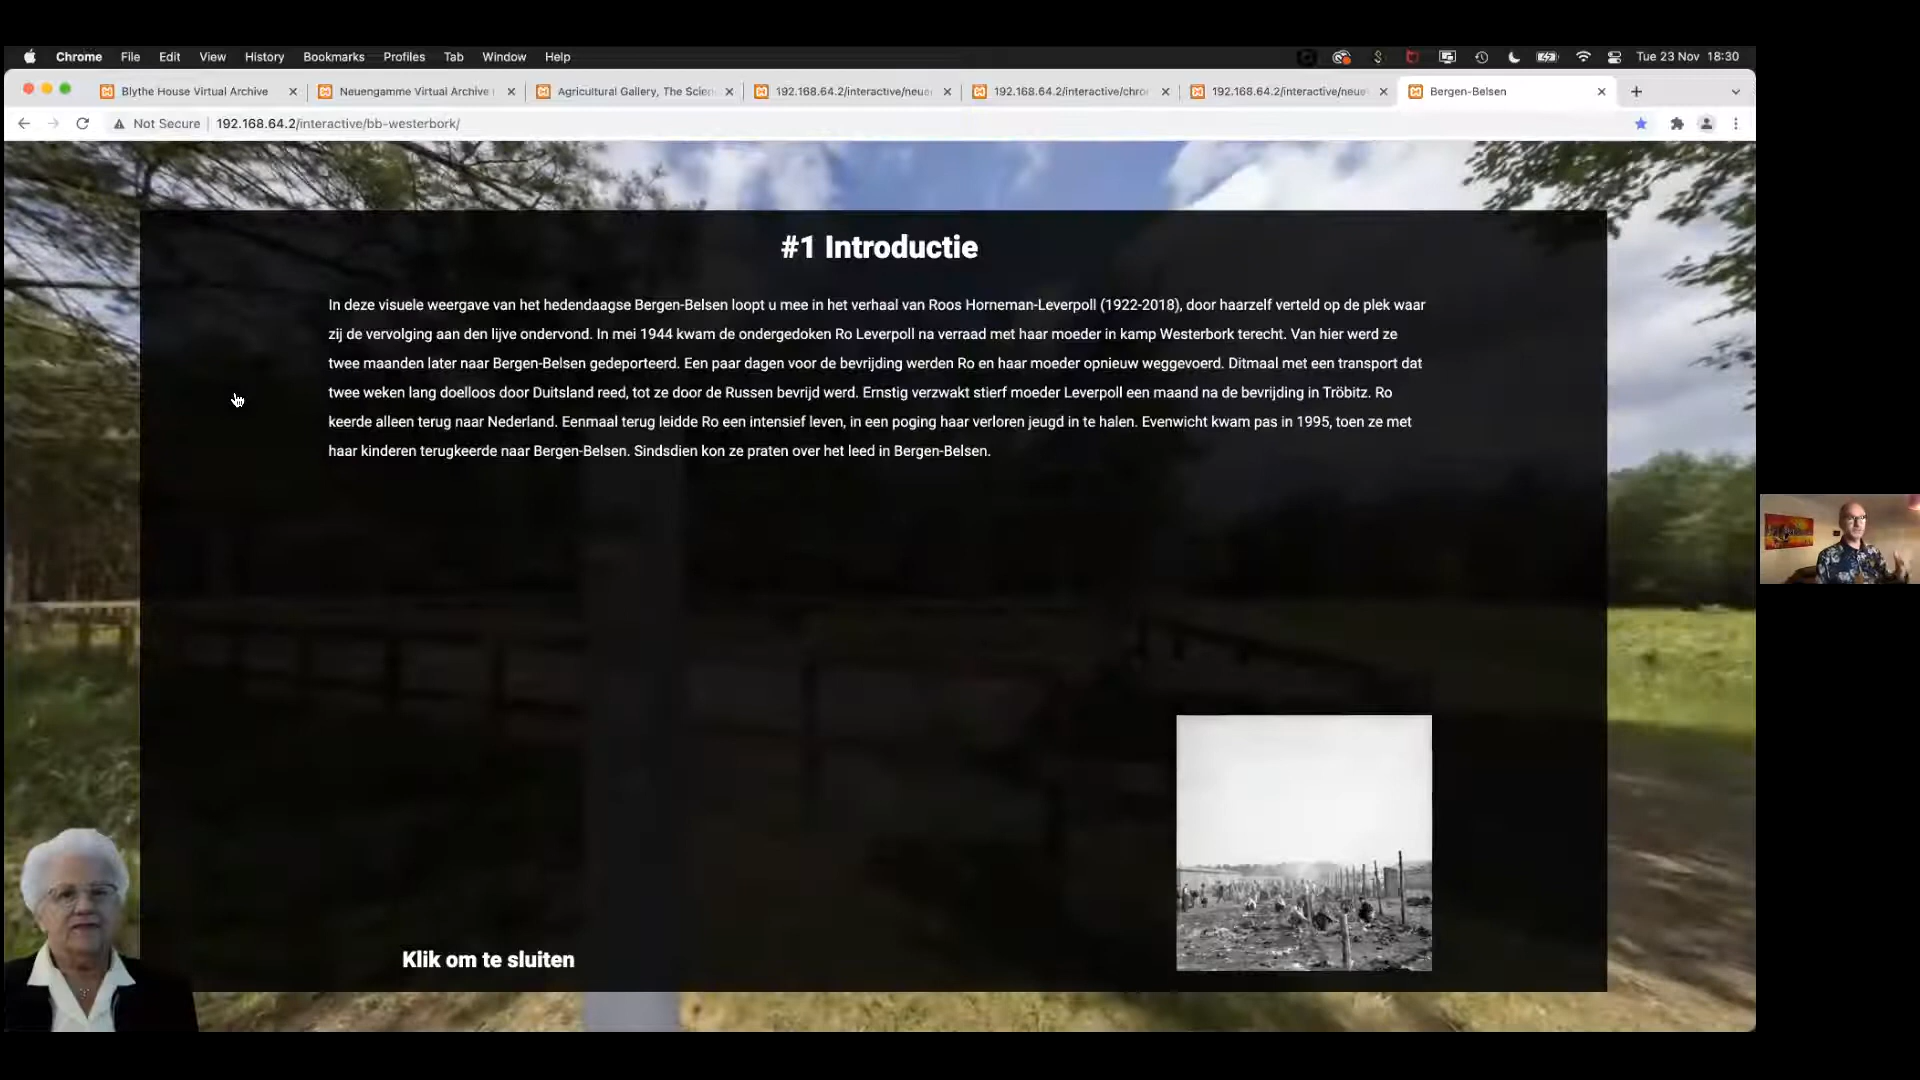 Chrome File Edit View History Bookmarks Profiles Tab Window Help Tue 23 Nov 18:30
Blythe House Virtual Archive Neuengamme Virtual Archive Agricultural Gallery, The Scien 192.168.64.2/interactive/neue 192.168.64.2/interactive/chro 192.168.64.2/interactive/neue Bergen-Belsen
Not Secure 192.168.64.2/interactive/bb-westerbork/
#1 Introductie
In deze visuele weergave van het hedendaagse Bergen-Belsen loopt u mee in het verhaal van Roos Horneman-Leverpoll (1922-2018), door haarzelf verteld op de plek waar
zij de vervolging aan den lijve ondervond. In mei 1944 kwam de ondergedoken Ro Leverpoll na verraad met haar moeder in kamp Westerbork terecht. Van hier werd ze
twee maanden later naar Bergen-Belsen gedeporteerd. Een paar dagen voor de bevrijding werden Ro en haar moeder opnieuw weggevoerd. Ditmaal met een transport dat
twee weken lang doelloos door Duitsland reed, tot ze door de Russen bevrijd werd. Ernstig verzwakt stierf moeder Leverpoll een maand na de bevrijding in Tröbitz. Ro
keerde alleen terug naar Nederland. Eenmaal terug leidde Ro een intensief leven, in een poging haar verloren jeugd in te halen. Evenwicht kwam pas in 1995, toen ze met
haar kinderen terugkeerde naar Bergen-Belsen. Sindsdien kon ze praten over het leed in Bergen-Belsen.
Klik om te sluiten